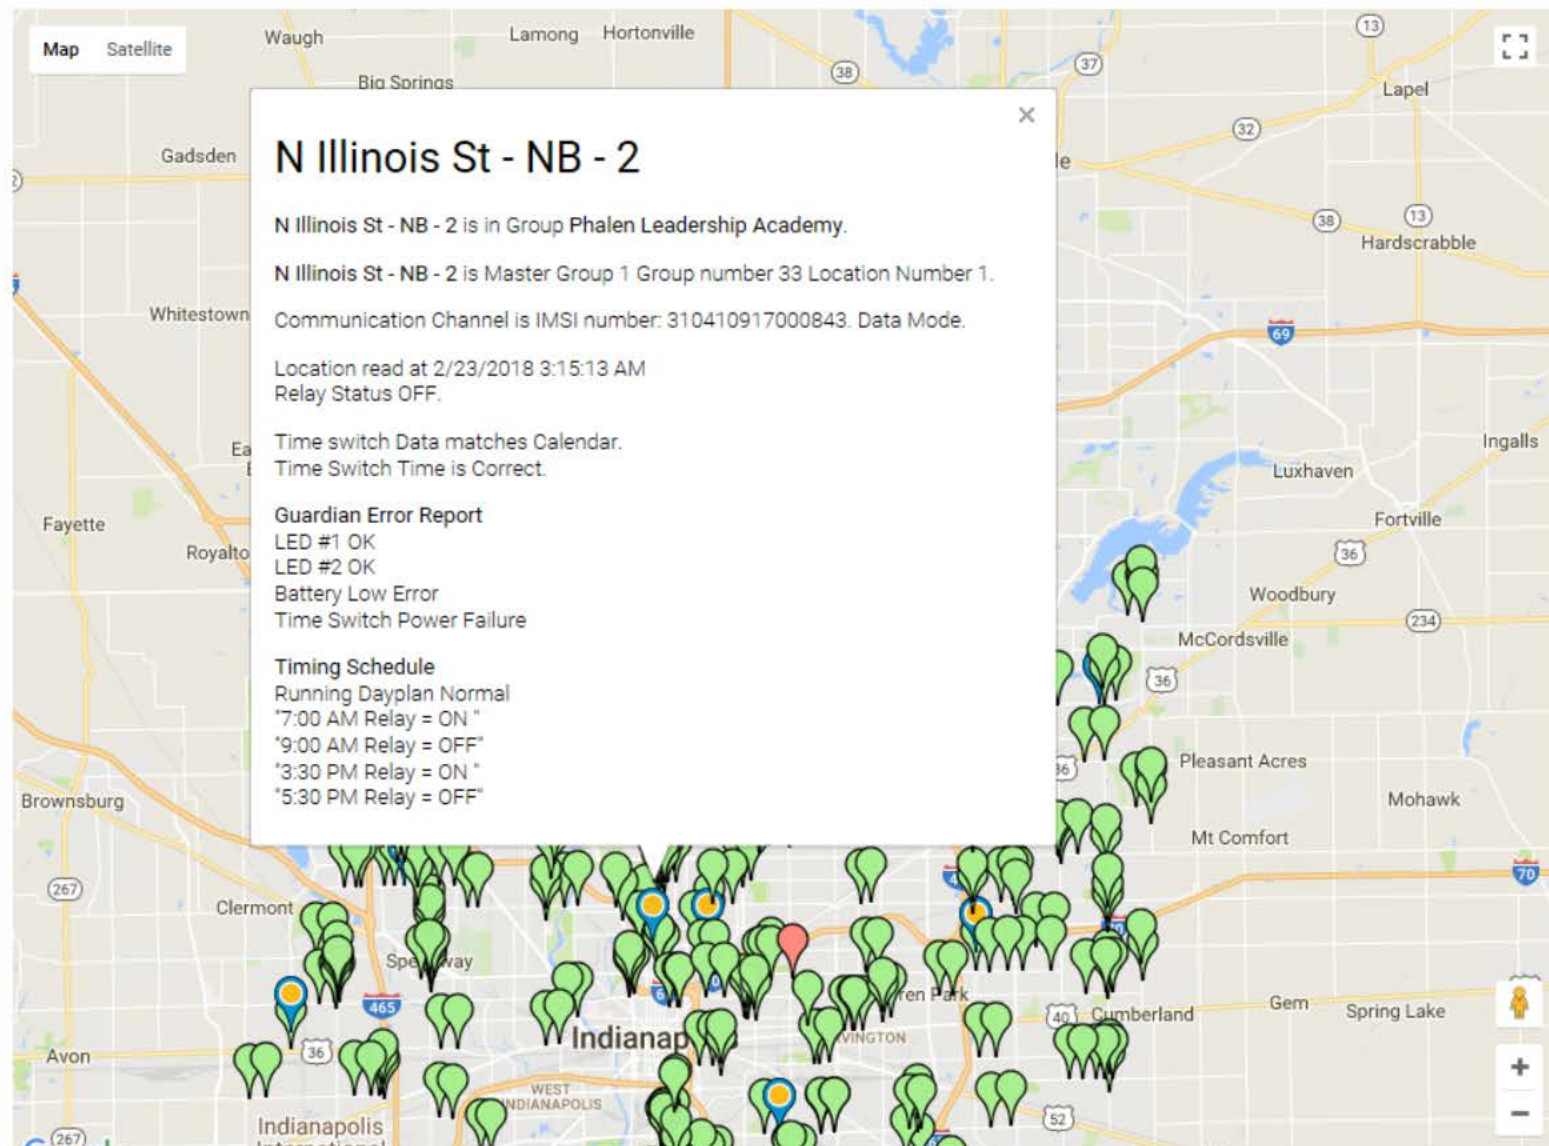 Map Satellite
Waugh
Lamong
Hortonville
13
38
37
Big Springs
Lapel
32
Gadsden
38
13
Hardscrabble
Whitestown
69
Ingalls
Luxhaven
Fayette
Fortville
36
Woodbury
234
McCordsville
36
Pleasant Acres
Brownsburg
Mohawk
Mt Comfort
70
×
N Illinois St - NB - 2
N Illinois St - NB - 2 is in Group Phalen Leadership Academy.
N Illinois St - NB - 2 is Master Group 1 Group number 33 Location Number 1.
Communication Channel is IMSI number: 310410917000843. Data Mode.
Location read at 2/23/2018 3:15:13 AM
Relay Status OFF.
Time switch Data matches Calendar.
Time Switch Time is Correct.
Guardian Error Report
LED #1 OK
LED #2 OK
Battery Low Error
Time Switch Power Failure
Timing Schedule
Running Dayplan Normal
"7:00 AM Relay = ON "
"9:00 AM Relay = OFF"
"3:30 PM Relay = ON "
"5:30 PM Relay = OFF"
267
Clermont
465
40
Cumberland
Gem
Spring Lake
Avon
36
WEST
52
Indianapolis
267
+
−